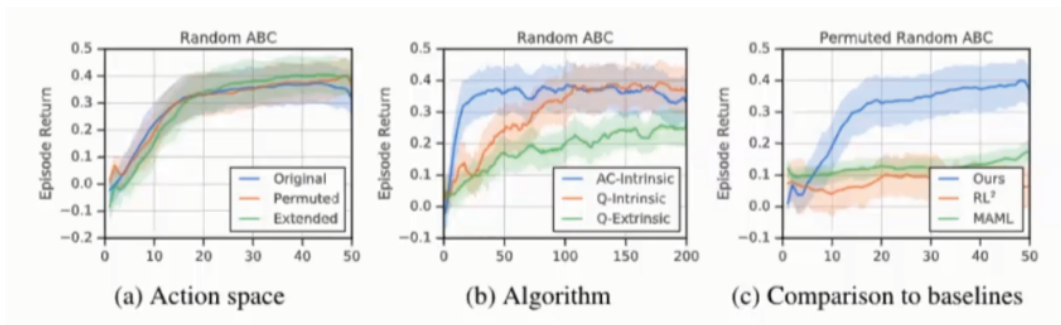 Random ABC
Episode Return
0.5
0.4
0.3
0.2
0.1
0.0
−0.1
−0.2
0 10 20 30 40 50
Original
Permuted
Extended
(a) Action space
Random ABC
Episode Return
0.5
0.4
0.3
0.2
0.1
0.0
−0.1
0 50 100 150 200
AC-Intrinsic
Q-Intrinsic
Q-Extrinsic
(b) Algorithm
Permuted Random ABC
Episode Return
0.5
0.4
0.3
0.2
0.1
0.0
−0.1
0 10 20 30 40 50
Ours
RL²
MAML
(c) Comparison to baselines